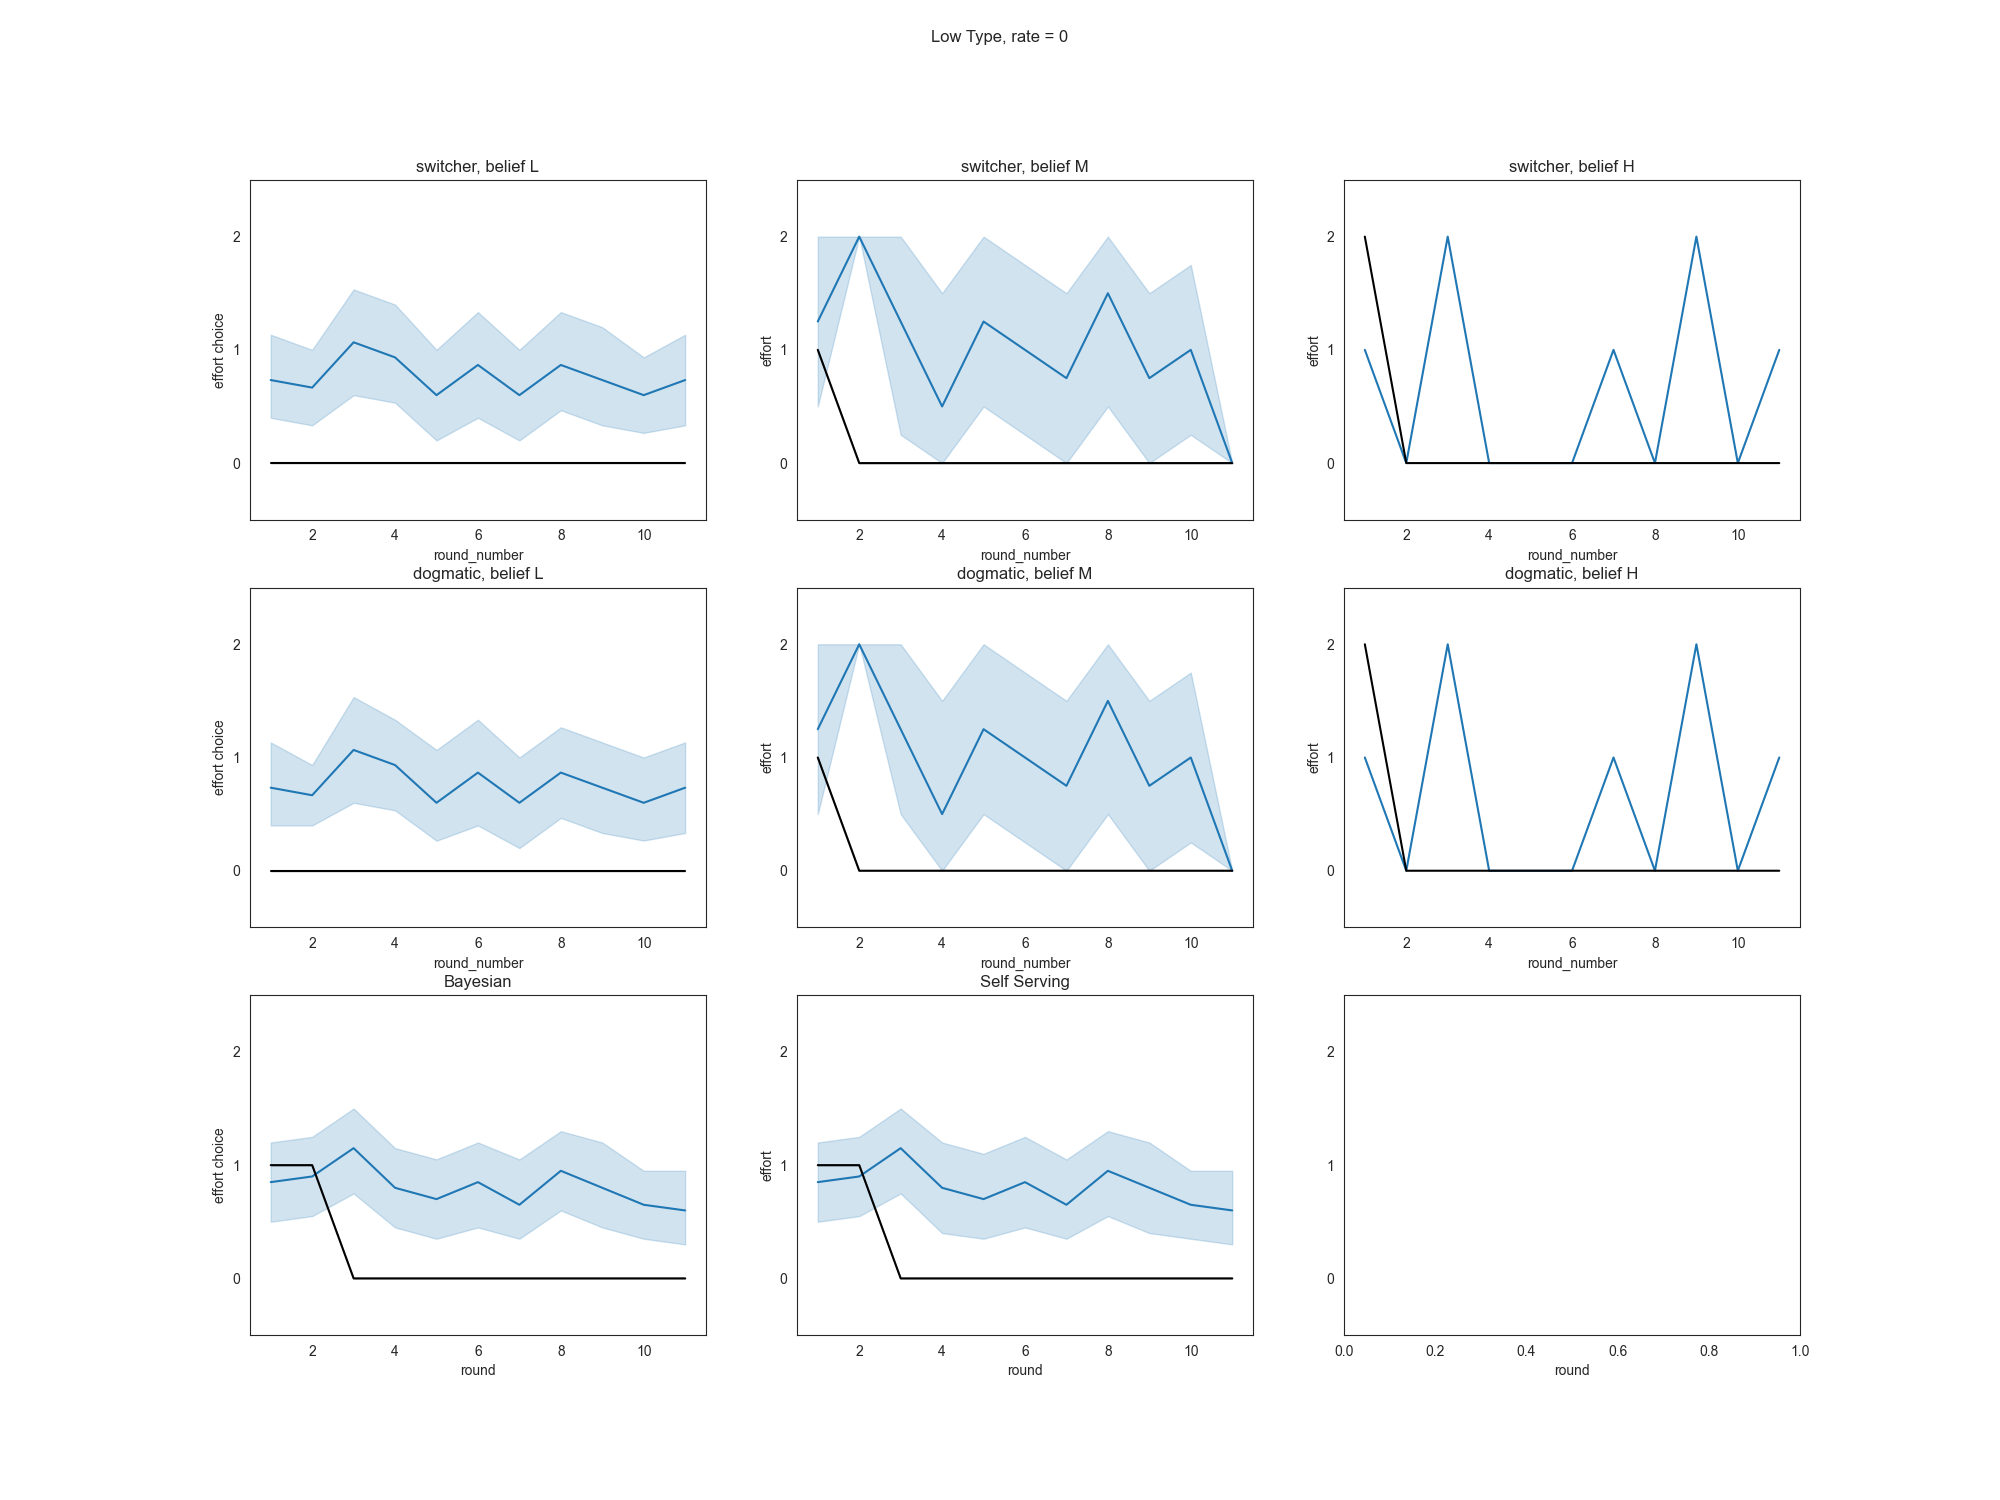 Low Type, rate = 0
switcher, belief L
switcher, belief M
switcher, belief H
2
1
0
effort choice
2 4 6 8 10
round_number
2
1
0
effort
2 4 6 8 10
round_number
2
1
0
effort
2 4 6 8 10
round_number
dogmatic, belief L
dogmatic, belief M
dogmatic, belief H
2
1
0
effort choice
2 4 6 8 10
round_number
2
1
0
effort
2 4 6 8 10
round_number
2
1
0
effort
2 4 6 8 10
round_number
Bayesian
Self Serving
2
1
0
effort choice
2 4 6 8 10
round
2
1
0
effort
2 4 6 8 10
round
2
1
0
0.0 0.2 0.4 0.6 0.8 1.0
round